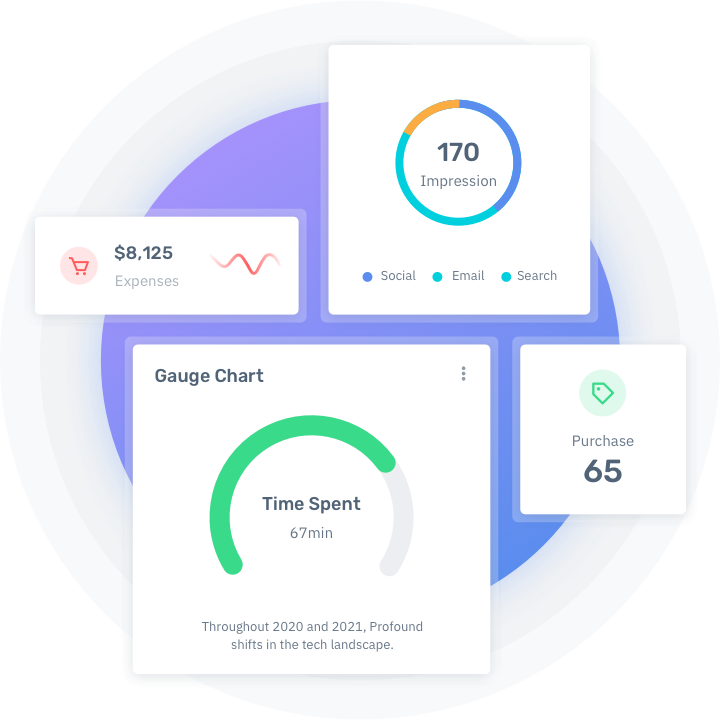 170
Impression
Social Email Search
$8,125
Expenses
Gauge Chart
Time Spent
67min
Throughout 2020 and 2021, Profound
shifts in the tech landscape.
Purchase
65